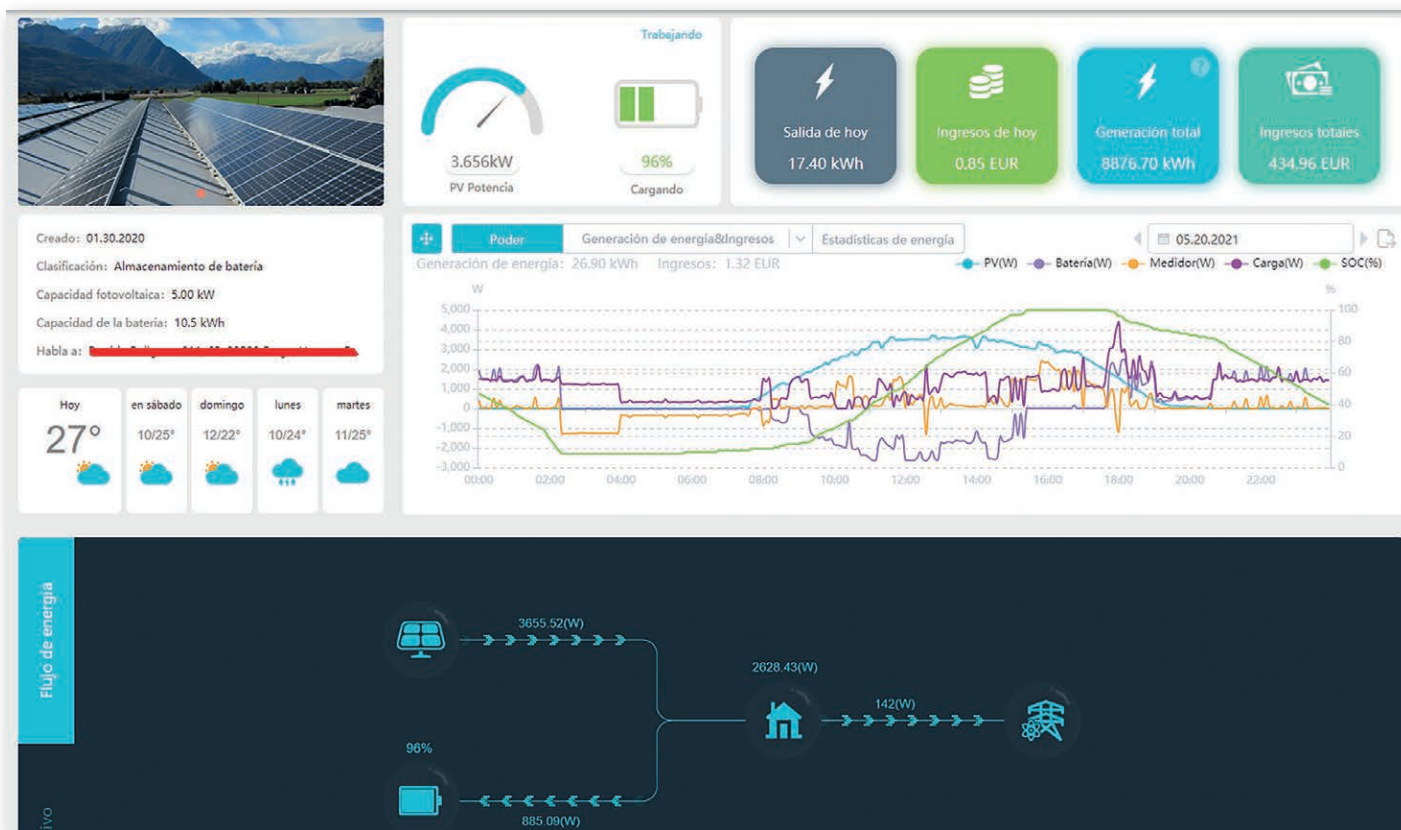 Trabajando
3.656kW
PV Potencia
96%
Cargando
Salida de hoy
17.40 kWh
Ingresos de hoy
0.85 EUR
?
Generación total
8876.70 kWh
Ingresos totales
434.96 EUR
Creado: 01.30.2020
Clasificación: Almacenamiento de batería
Capacidad fotovoltaica: 5.00 kW
Capacidad de la batería: 10.5 kWh
Habla a:
Poder
Generación de energía&Ingresos
Estadísticas de energía
05.20.2021
Generación de energía: 26.90 kWh Ingresos: 1.32 EUR
PV(W) Batería(W) Medidor(W) Carga(W) SOC(%)
W %
5,000 100
4,000
3,000 80
2,000 60
1,000
0 40
-1,000
-2,000 20
-3,000 0
00:00 02:00 04:00 06:00 08:00 10:00 12:00 14:00 16:00 18:00 20:00 22:00
Hoy
27°
en sábado
10/25°
domingo
12/22°
lunes
10/24°
martes
11/25°
Flujo de energía
3655.52(W)
2628.43(W)
142(W)
96%
885.09(W)
ivo